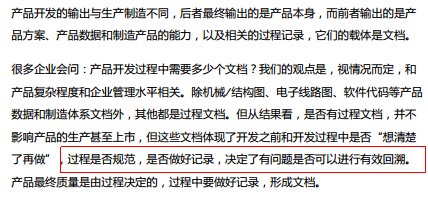 产品开发的输出与生产制造不同，后者最终输出的是产品本身，而前者输出的是产
品方案、产品数据和制造产品的能力，以及相关的过程记录，它们的载体是文档。
很多企业会问：产品开发过程中需要多少个文档？我们的观点是，视情况而定，和
产品复杂程度和企业管理水平相关。除机械/结构图、电子线路图、软件代码等产品
数据和制造体系文档外，其他都是过程文档。但从结果看，是否有过程文档，并不
影响产品的生产甚至上市，但这些文档体现了开发之前和开发过程中是否“想清楚
了再做”，过程是否规范，是否做好记录，决定了有问题是否可以进行有效回溯。
产品最终质量是由过程决定的，过程中要做好记录，形成文档。